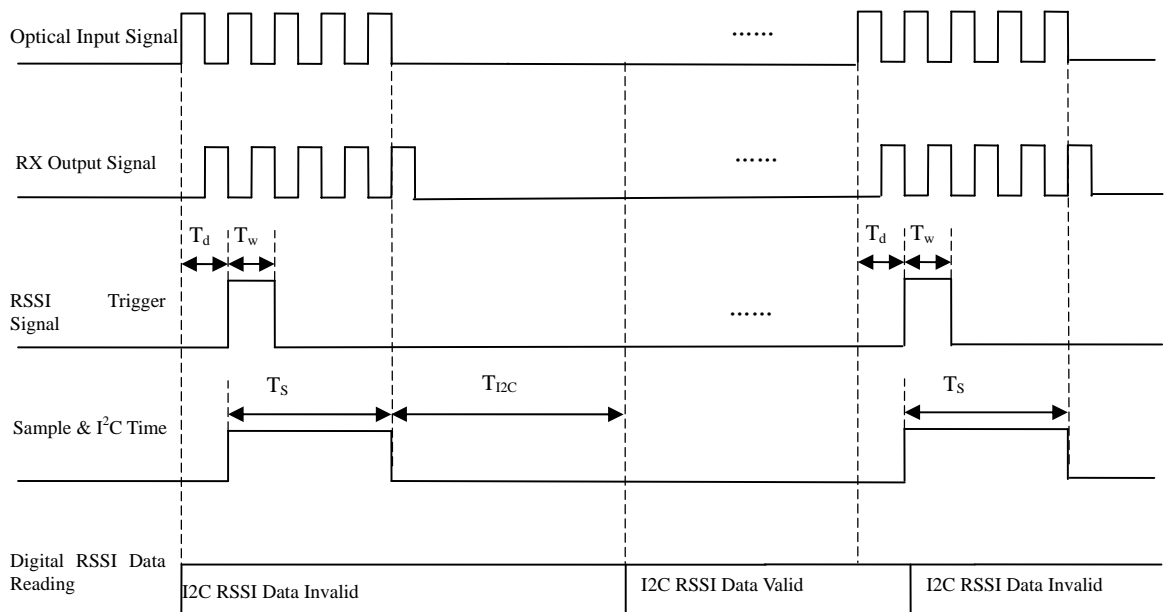 Optical Input Signal
......
RX Output Signal
......
Td Tw
Td Tw
RSSI Trigger
Signal
......
TS
TI2C
TS
Sample & I2C Time
Digital RSSI Data
Reading
I2C RSSI Data Invalid
I2C RSSI Data Valid
I2C RSSI Data Invalid